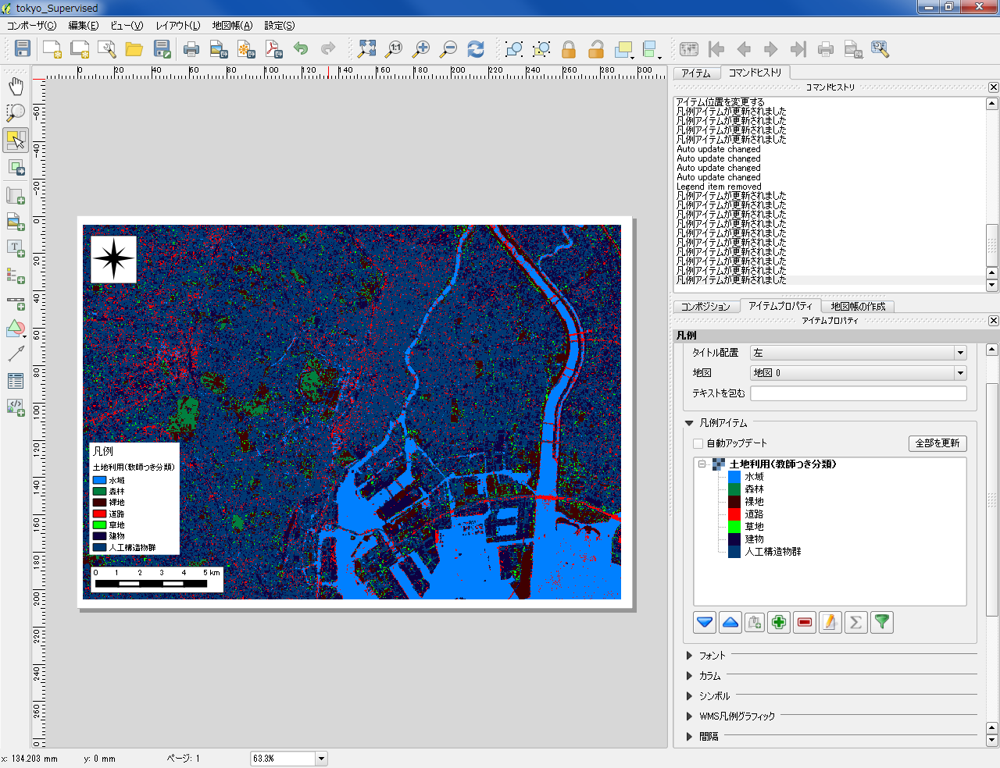 tokyo_Supervised
コンポーザ(C) 編集(E) ビュー(V) レイアウト(L) 地図帳(A) 設定(S)
1:1
アイテム コマンドヒストリ
コマンドヒストリ
アイテム位置を変更する
凡例アイテムが更新されました
凡例アイテムが更新されました
凡例アイテムが更新されました
凡例アイテムが更新されました
Auto update changed
Auto update changed
Auto update changed
Auto update changed
Legend item removed
凡例アイテムが更新されました
凡例アイテムが更新されました
凡例アイテムが更新されました
凡例アイテムが更新されました
凡例アイテムが更新されました
凡例アイテムが更新されました
凡例アイテムが更新されました
凡例アイテムが更新されました
凡例アイテムが更新されました
凡例アイテムが更新されました
コンポジション アイテムプロパティ 地図帳の作成
アイテムプロパティ
凡例
タイトル配置 左
地図 地図 0
テキストを包む
凡例アイテム
自動アップデート 全部を更新
土地利用(教師つき分類)
水域
森林
裸地
道路
草地
建物
人工構造物群
フォント
カラム
シンボル
WMS凡例グラフィック
間隔
0 20 40 60 80 100 120 140 160 180 200 220 240 260 280 300
-60
-40
-20
0
20
40
60
80
100
120
140
160
180
200
220
240
260
凡例
土地利用(教師つき分類)
水域
森林
裸地
道路
草地
建物
人工構造物群
0 1 2 3 4 5 km
x: 134.203 mm y: 0 mm ページ: 1 63.3%